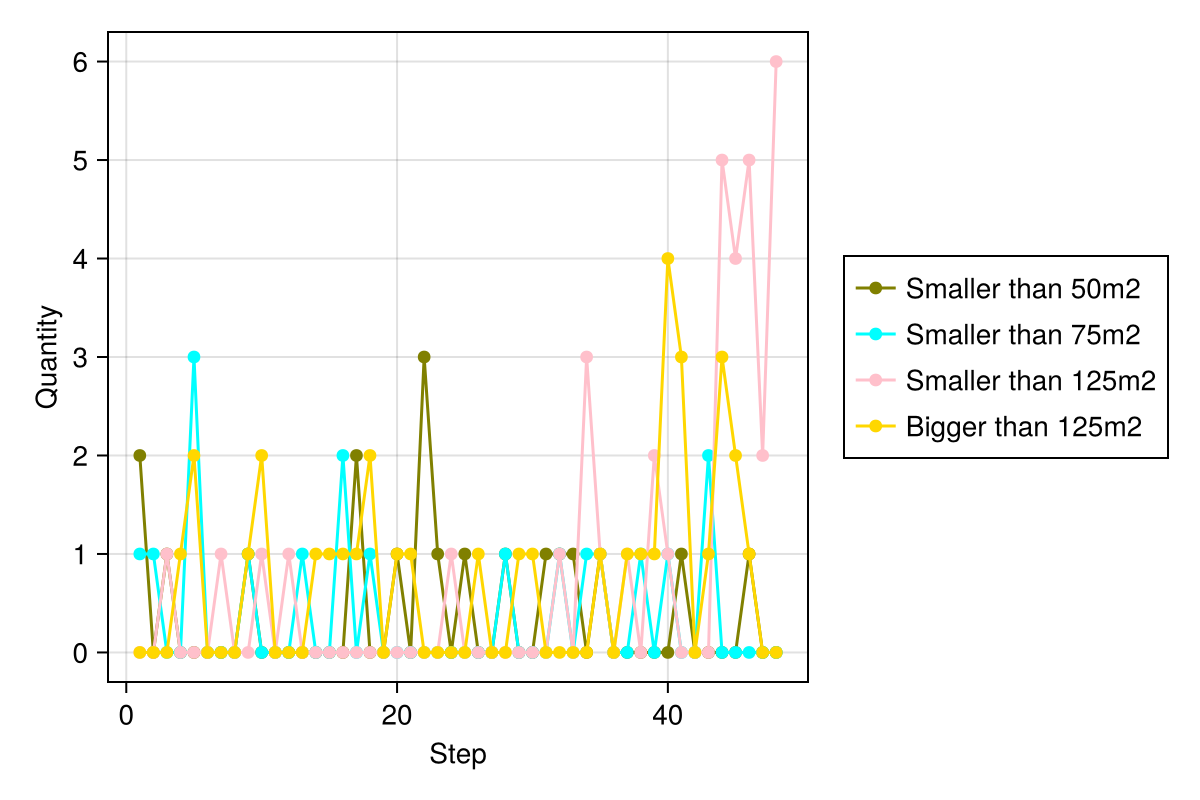 6
5
4
3
2
1
0
Quantity
0 20 40
Step
Smaller than 50m2
Smaller than 75m2
Smaller than 125m2
Bigger than 125m2